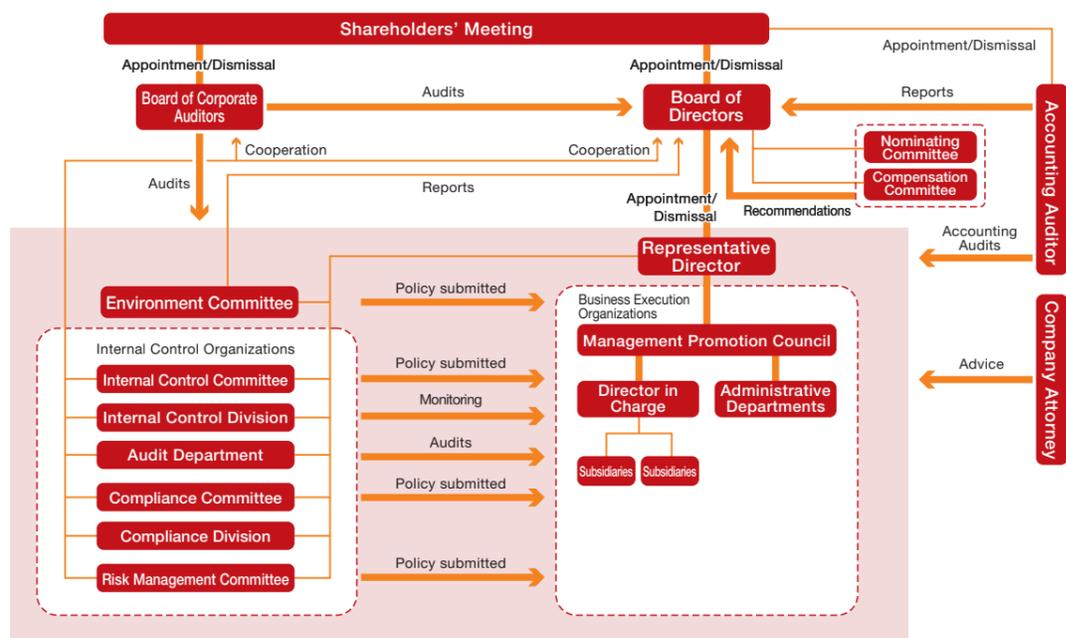 Shareholders' Meeting
Appointment/Dismissal
Appointment/Dismissal
Appointment/Dismissal
Board of Corporate
Auditors
Audits
Board of
Directors
Reports
Accounting Auditor
Nominating
Committee
Compensation
Committee
Cooperation
Cooperation
Audits
Reports
Appointment/
Dismissal
Recommendations
Accounting
Audits
Representative
Director
Environment Committee
Policy submitted
Business Execution
Organizations
Company Attorney
Management Promotion Council
Internal Control Organizations
Internal Control Committee
Policy submitted
Advice
Director in
Charge
Administrative
Departments
Internal Control Division
Monitoring
Audit Department
Audits
Subsidiaries
Subsidiaries
Compliance Committee
Policy submitted
Compliance Division
Risk Management Committee
Policy submitted